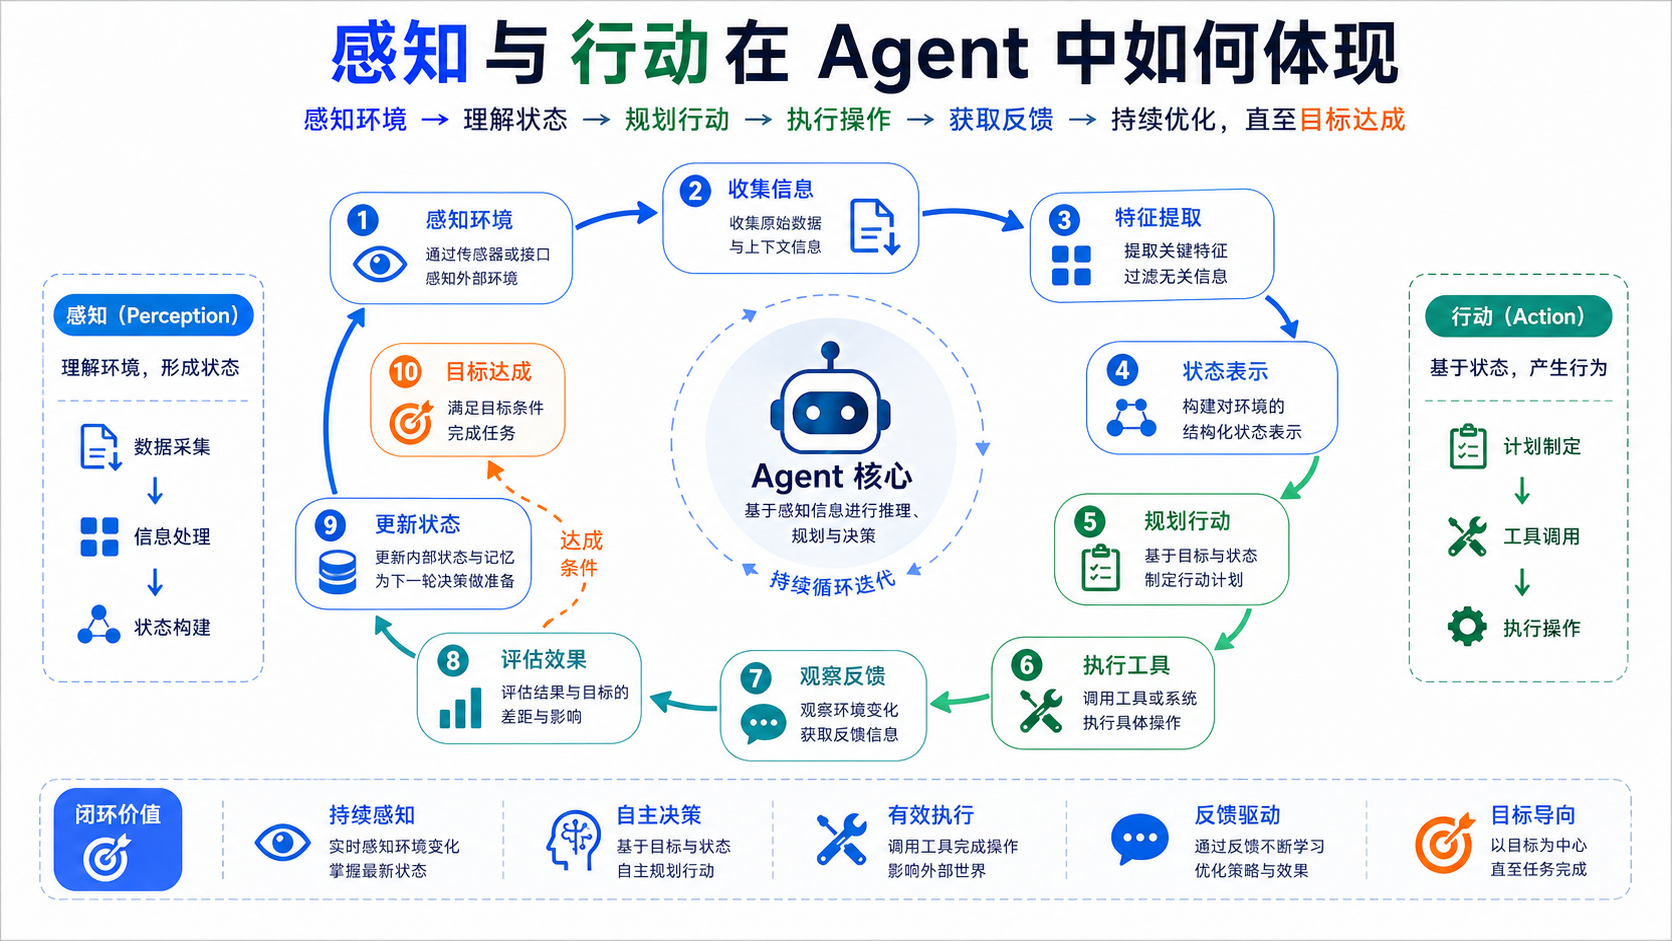 感知与行动在 Agent 中如何体现
感知环境 → 理解状态 → 规划行动 → 执行操作 → 获取反馈 → 持续优化，直至目标达成
感知（Perception）
理解环境，形成状态
数据采集
信息处理
状态构建
1 感知环境
通过传感器或接口
感知外部环境
2 收集信息
收集原始数据
与上下文信息
3 特征提取
提取关键特征
过滤无关信息
4 状态表示
构建对环境的
结构化状态表示
5 规划行动
基于目标与状态
制定行动计划
6 执行工具
调用工具或系统
执行具体操作
7 观察反馈
观察环境变化
获取反馈信息
8 评估效果
评估结果与目标的
差距与影响
9 更新状态
更新内部状态与记忆
为下一轮决策做准备
达成
条件
10 目标达成
满足目标条件
完成任务
Agent 核心
基于感知信息进行推理、
规划与决策
持续循环迭代
行动（Action）
基于状态，产生行为
计划制定
工具调用
执行操作
闭环价值
持续感知
实时感知环境变化
掌握最新状态
自主决策
基于目标与状态
自主规划行动
有效执行
调用工具完成操作
影响外部世界
反馈驱动
通过反馈不断学习
优化策略与效果
目标导向
以目标为中心
直至任务完成